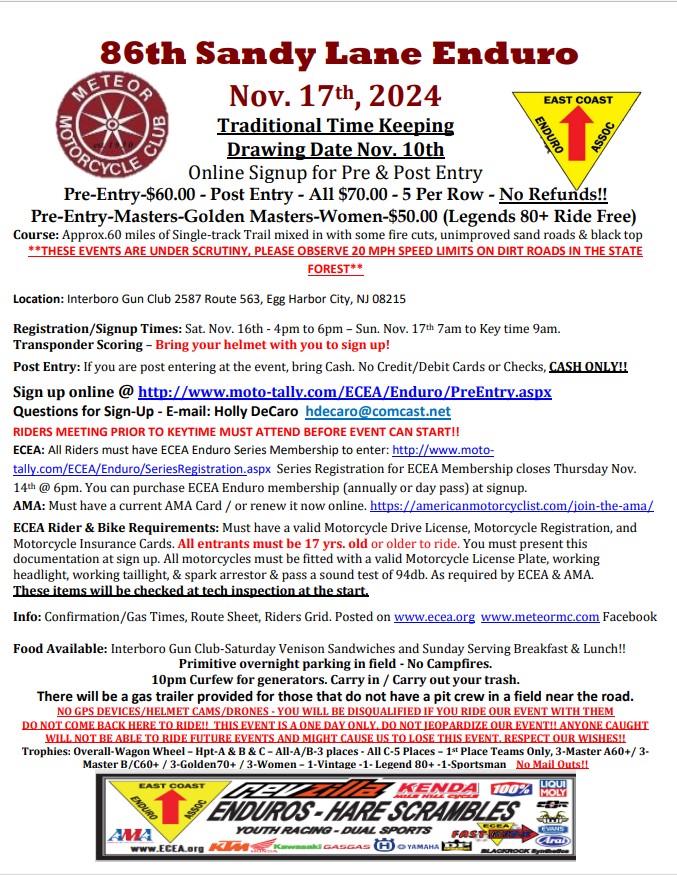 86th Sandy Lane Enduro
METEOR
MOTORCYCLE CLUB
Nov. 17th, 2024
EAST COAST
ENDURO
ASSOC
Traditional Time Keeping
Drawing Date Nov. 10th
Online Signup for Pre & Post Entry
Pre-Entry-$60.00 - Post Entry - All $70.00 - 5 Per Row - No Refunds!!
Pre-Entry-Masters-Golden Masters-Women-$50.00 (Legends 80+ Ride Free)
Course: Approx.60 miles of Single-track Trail mixed in with some fire cuts, unimproved sand roads & black top
**THESE EVENTS ARE UNDER SCRUTINY, PLEASE OBSERVE 20 MPH SPEED LIMITS ON DIRT ROADS IN THE STATE
FOREST**
Location: Interboro Gun Club 2587 Route 563, Egg Harbor City, NJ 08215
Registration/Signup Times: Sat. Nov. 16th - 4pm to 6pm – Sun. Nov. 17th 7am to Key time 9am.
Transponder Scoring – Bring your helmet with you to sign up!
Post Entry: If you are post entering at the event, bring Cash. No Credit/Debit Cards or Checks, CASH ONLY!!
Sign up online @ http://www.moto-tally.com/ECEA/Enduro/PreEntry.aspx
Questions for Sign-Up - E-mail: Holly DeCaro hdecaro@comcast.net
RIDERS MEETING PRIOR TO KEYTIME MUST ATTEND BEFORE EVENT CAN START!!
ECEA: All Riders must have ECEA Enduro Series Membership to enter: http://www.moto-
tally.com/ECEA/Enduro/SeriesRegistration.aspx Series Registration for ECEA Membership closes Thursday Nov.
14th @ 6pm. You can purchase ECEA Enduro membership (annually or day pass) at signup.
AMA: Must have a current AMA Card / or renew it now online. https://americanmotorcyclist.com/join-the-ama/
ECEA Rider & Bike Requirements: Must have a valid Motorcycle Drive License, Motorcycle Registration, and
Motorcycle Insurance Cards. All entrants must be 17 yrs. old or older to ride. You must present this
documentation at sign up. All motorcycles must be fitted with a valid Motorcycle License Plate, working
headlight, working taillight, & spark arrestor & pass a sound test of 94db. As required by ECEA & AMA.
These items will be checked at tech inspection at the start.
Info: Confirmation/Gas Times, Route Sheet, Riders Grid. Posted on www.ecea.org www.meteormc.com Facebook
Food Available: Interboro Gun Club-Saturday Venison Sandwiches and Sunday Serving Breakfast & Lunch!!
Primitive overnight parking in field - No Campfires.
10pm Curfew for generators. Carry in / Carry out your trash.
There will be a gas trailer provided for those that do not have a pit crew in a field near the road.
NO GPS DEVICES/HELMET CAMS/DRONES - YOU WILL BE DISQUALIFIED IF YOU RIDE OUR EVENT WITH THEM
DO NOT COME BACK HERE TO RIDE!! THIS EVENT IS A ONE DAY ONLY. DO NOT JEOPARDIZE OUR EVENT!! ANYONE CAUGHT
WILL NOT BE ABLE TO RIDE FUTURE EVENTS AND MIGHT CAUSE US TO LOSE THIS EVENT. RESPECT OUR WISHES!!
Trophies: Overall-Wagon Wheel – Hpt-A & B & C – All-A/B-3 places - All C-5 Places – 1st Place Teams Only, 3-Master A60+/ 3-
Master B/C60+ / 3-Golden70+ / 3-Women – 1-Vintage -1- Legend 80+ -1-Sportsman No Mail Outs!!
EAST COAST
ENDURO
ASSOC
AMA
www.ECEA.org
KENDA
100%
LIQUI
MOLY
ENDUROS - HARE SCRAMBLES
YOUTH RACING - DUAL SPORTS
ECEA
EVANS
Arai
KTM HONDA Kawasaki GASGAS YAMAHA